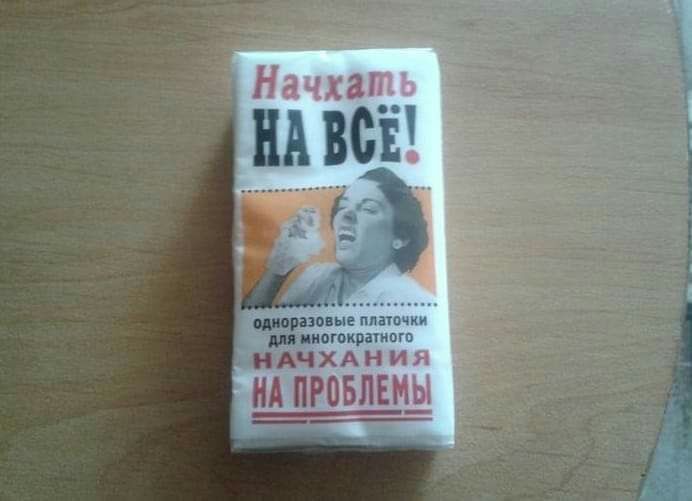 Начхать
НА ВСЁ!
одноразовые платочки
для многократного
НАЧХАНИЯ
НА ПРОБЛЕМЫ